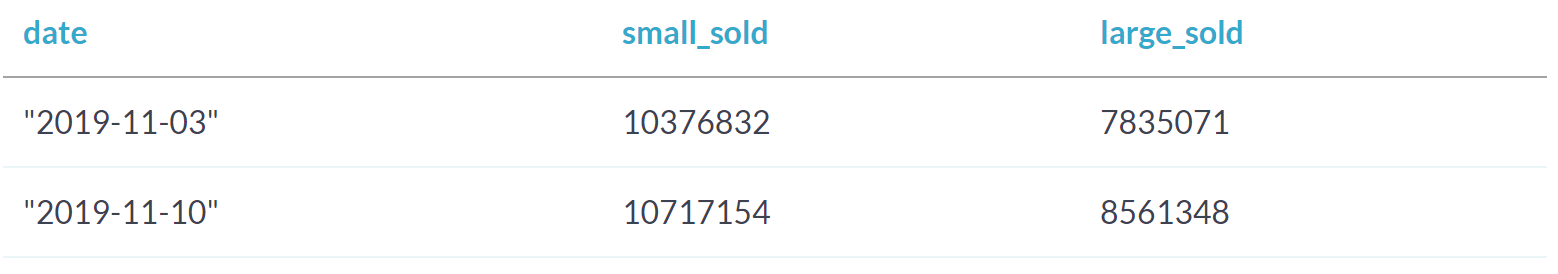 date small_sold large_sold
"2019-11-03" 10376832 7835071
"2019-11-10" 10717154 8561348